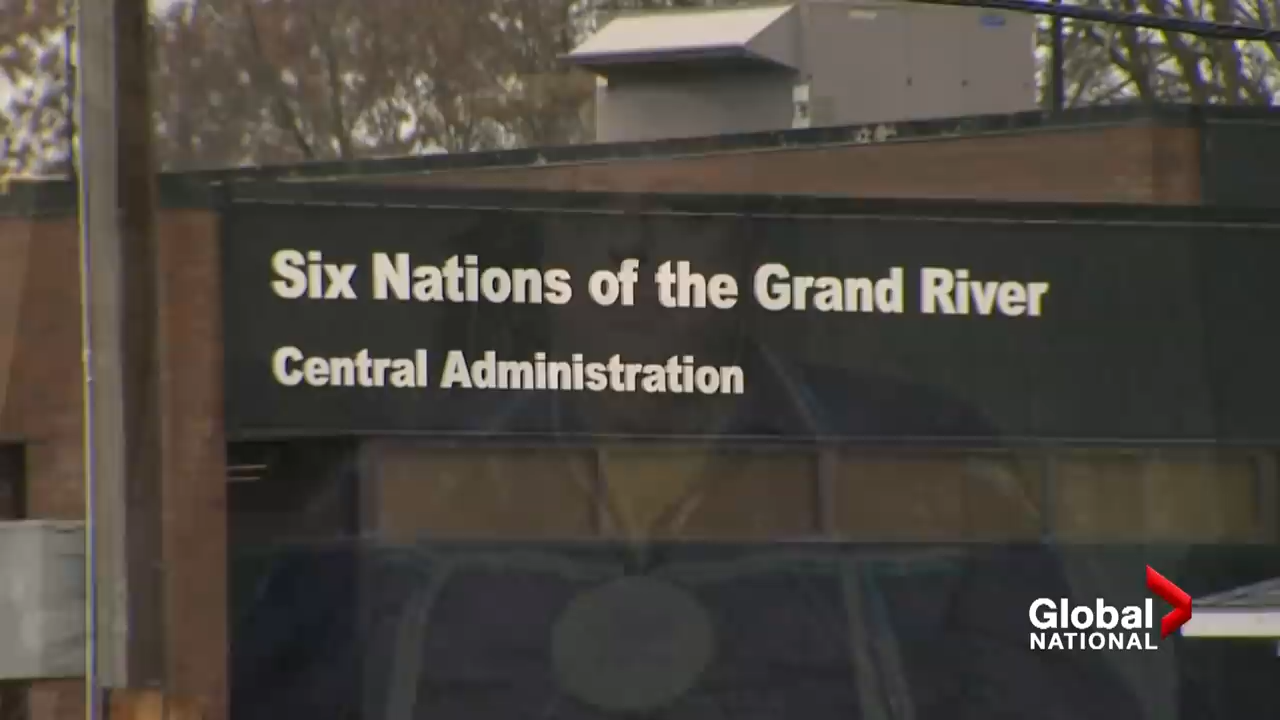 Six Nations of the Grand River
Central Administration
Global
NATIONAL